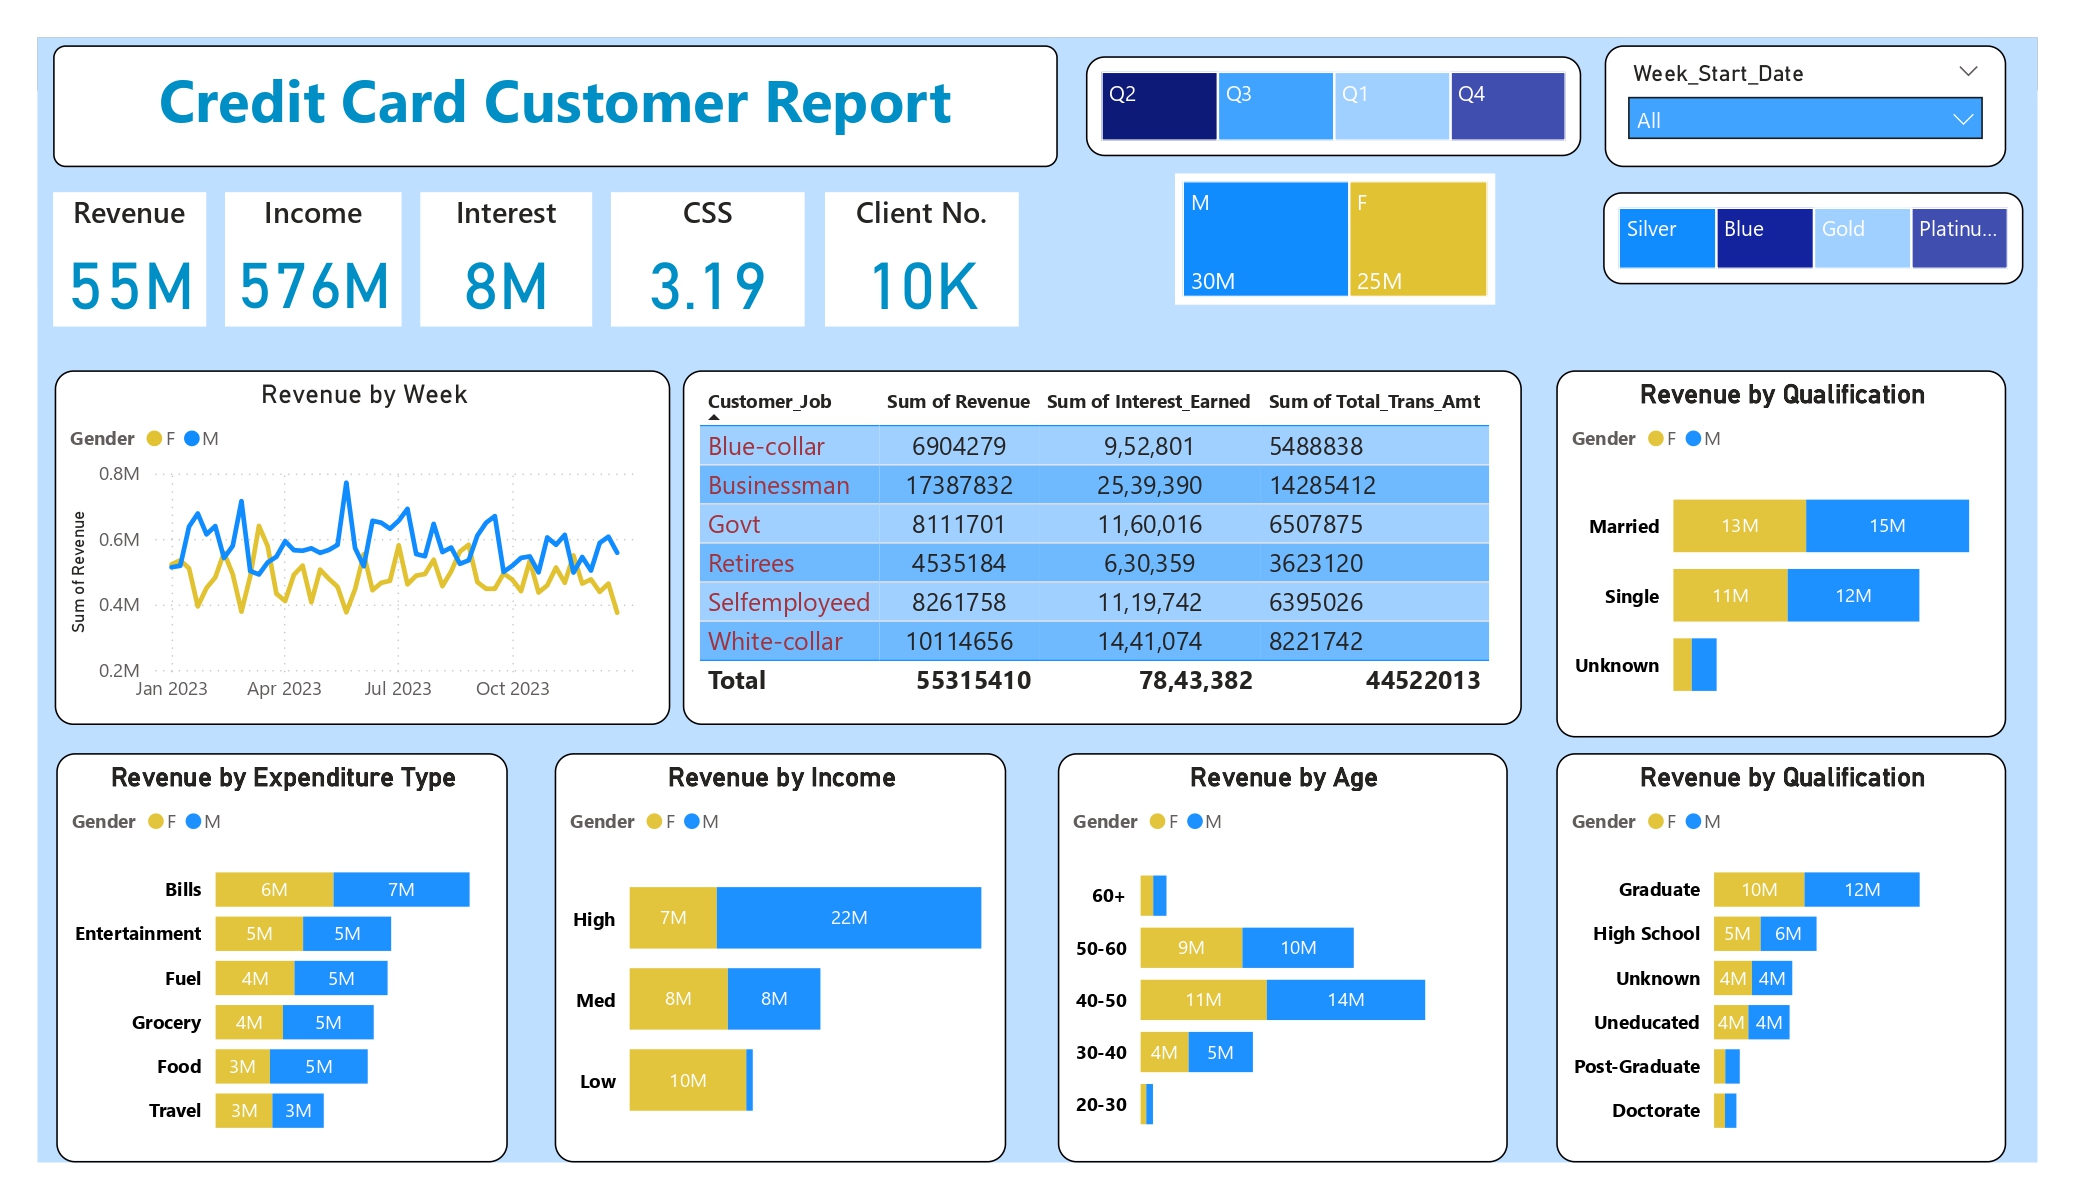 Credit Card Customer Report
Q2 Q3 Q1 Q4
Week_Start_Date
All
Revenue
55M
Income
576M
Interest
8M
CSS
3.19
Client No.
10K
M F
30M 25M
Silver Blue Gold Platinu...
Revenue by Week
Gender F M
Sum of Revenue
0.8M
0.6M
0.4M
0.2M
Jan 2023 Apr 2023 Jul 2023 Oct 2023
Customer_Job Sum of Revenue Sum of Interest_Earned Sum of Total_Trans_Amt
Blue-collar 6904279 9,52,801 5488838
Businessman 17387832 25,39,390 14285412
Govt 8111701 11,60,016 6507875
Retirees 4535184 6,30,359 3623120
Selfemployeed 8261758 11,19,742 6395026
White-collar 10114656 14,41,074 8221742
Total 55315410 78,43,382 44522013
Revenue by Qualification
Gender F M
Married 13M 15M
Single 11M 12M
Unknown
Revenue by Expenditure Type
Gender F M
Bills 6M 7M
Entertainment 5M 5M
Fuel 4M 5M
Grocery 4M 5M
Food 3M 5M
Travel 3M 3M
Revenue by Income
Gender F M
High 7M 22M
Med 8M 8M
Low 10M
Revenue by Age
Gender F M
60+
50-60 9M 10M
40-50 11M 14M
30-40 4M 5M
20-30
Revenue by Qualification
Gender F M
Graduate 10M 12M
High School 5M 6M
Unknown 4M 4M
Uneducated 4M 4M
Post-Graduate
Doctorate